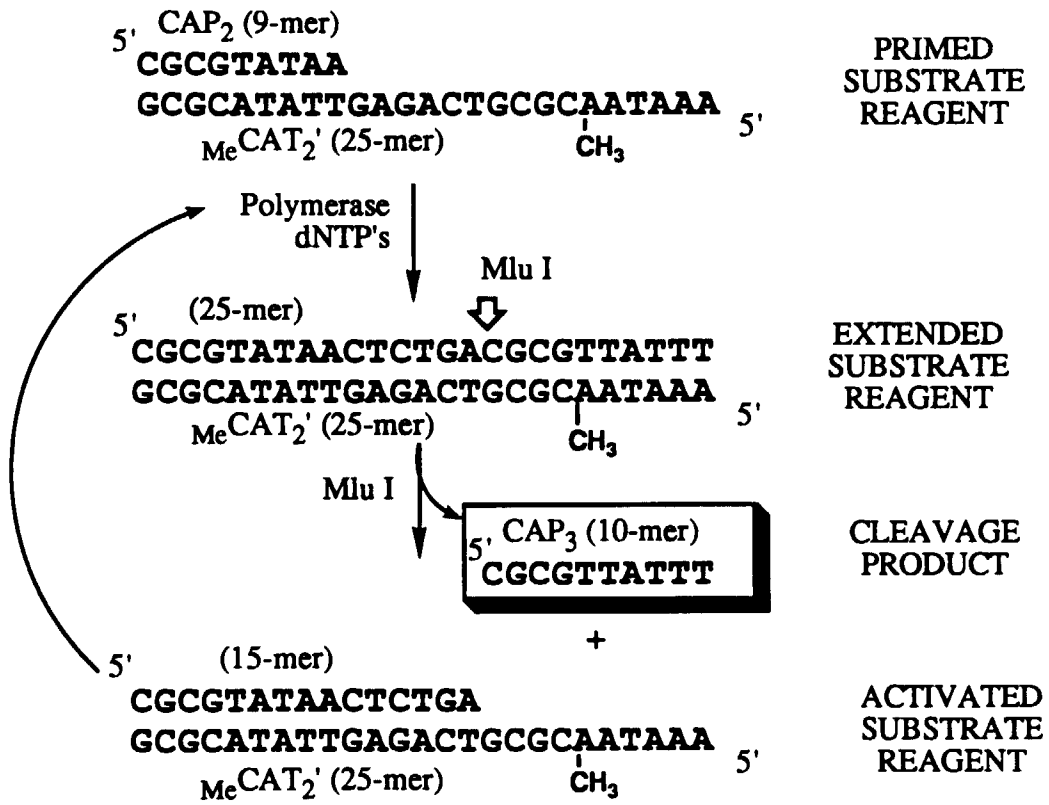 5' CAP2 (9-mer)
CGCGTATAA
GCGCATATTGAGACTGCGCAATAAA 5'
MeCAT2' (25-mer)
CH3
PRIMED
SUBSTRATE
REAGENT
Polymerase
dNTP's
Mlu I
5' (25-mer)
CGCGTATAACTCTGACGCGTTATTT
GCGCATATTGAGACTGCGCAATAAA 5'
MeCAT2' (25-mer)
CH3
EXTENDED
SUBSTRATE
REAGENT
Mlu I
5' CAP3 (10-mer)
CGCGTTATTT
CLEAVAGE
PRODUCT
+
5' (15-mer)
CGCGTATAACTCTGA
GCGCATATTGAGACTGCGCAATAAA 5'
MeCAT2' (25-mer)
CH3
ACTIVATED
SUBSTRATE
REAGENT